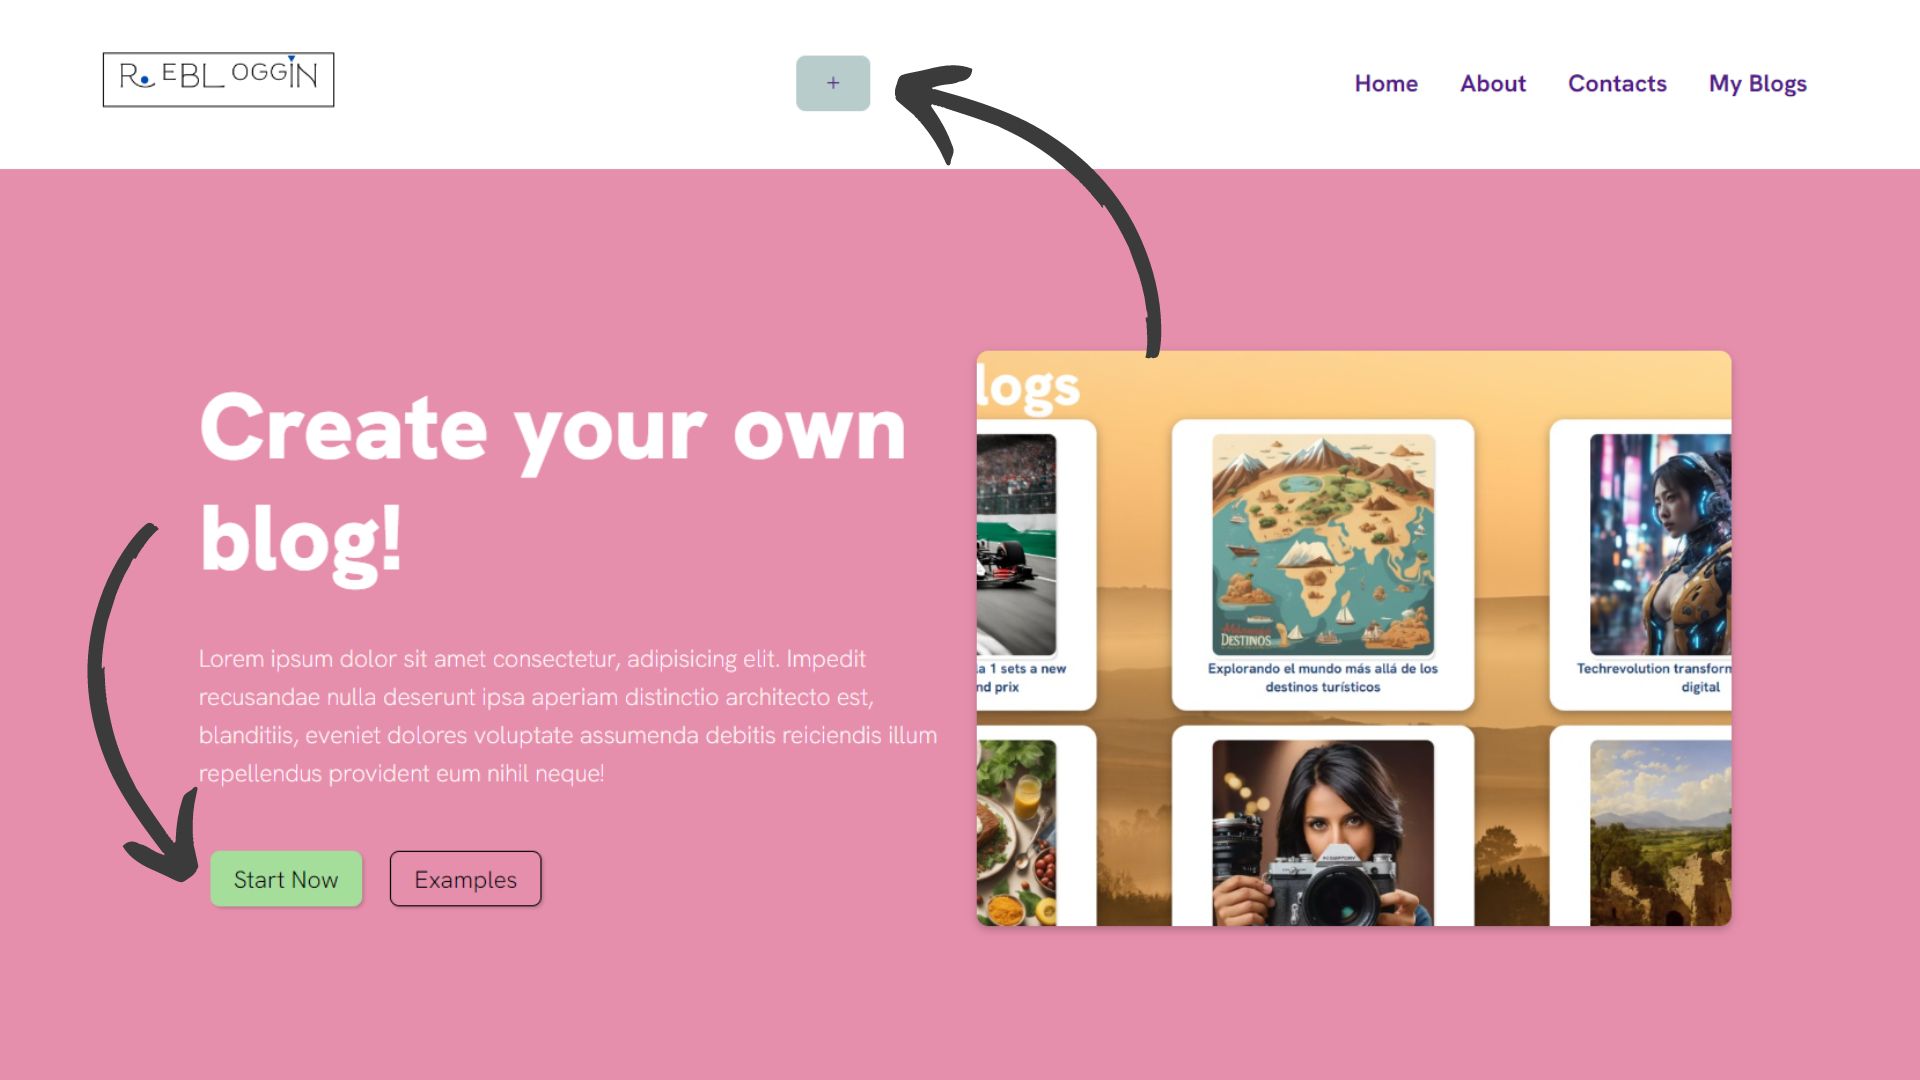 R.EBLOGGIN
+
Home About Contacts My Blogs
Create your own
blog!
Lorem ipsum dolor sit amet consectetur, adipisicing elit. Impedit
recusandae nulla deserunt ipsa aperiam distinctio architecto est,
blanditiis, eveniet dolores voluptate assumenda debitis reiciendis illum
repellendus provident eum nihil neque!
Start Now Examples
logs
a 1 sets a new
nd prix
DESTINOS
Explorando el mundo más allá de los
destinos turísticos
Techrevolution transform
digital